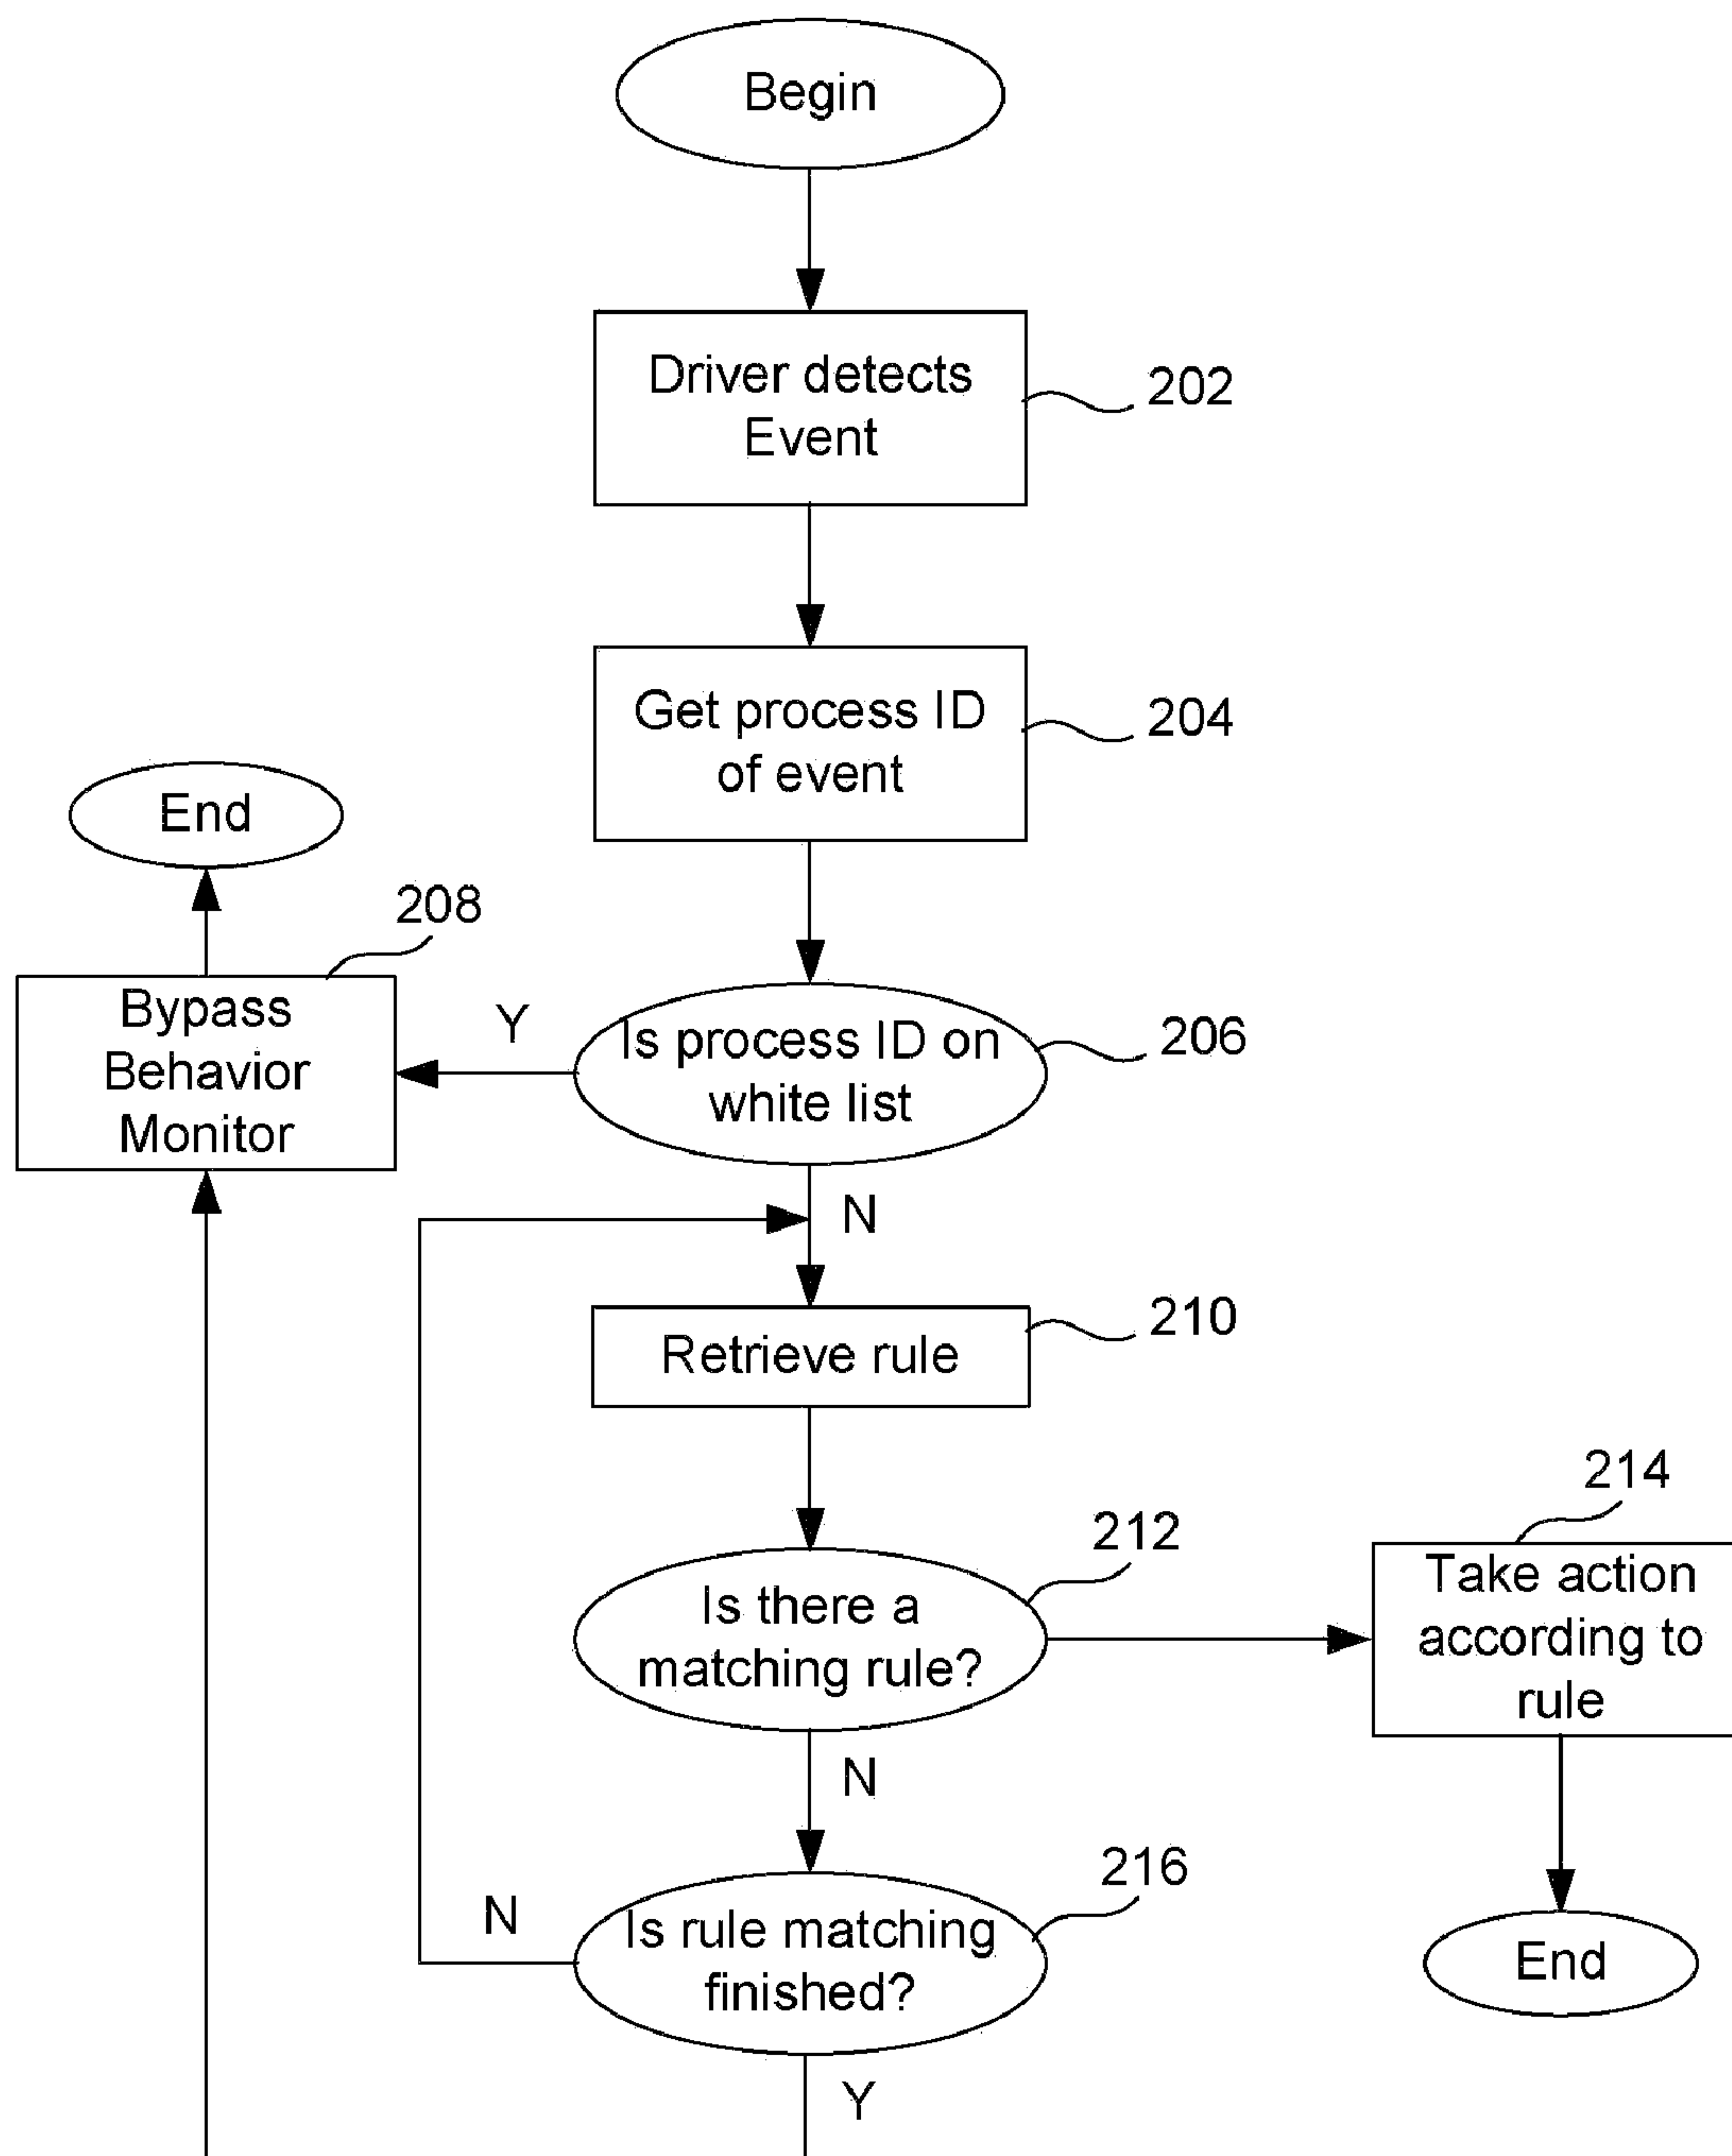 Begin
Driver detects
Event
202
Get process ID
of event
204
End
208
Bypass
Behavior
Monitor
Y
Is process ID on
white list
206
N
Retrieve rule
210
Is there a
matching rule?
212
214
Take action
according to
rule
N
Is rule matching
finished?
216
N
End
Y